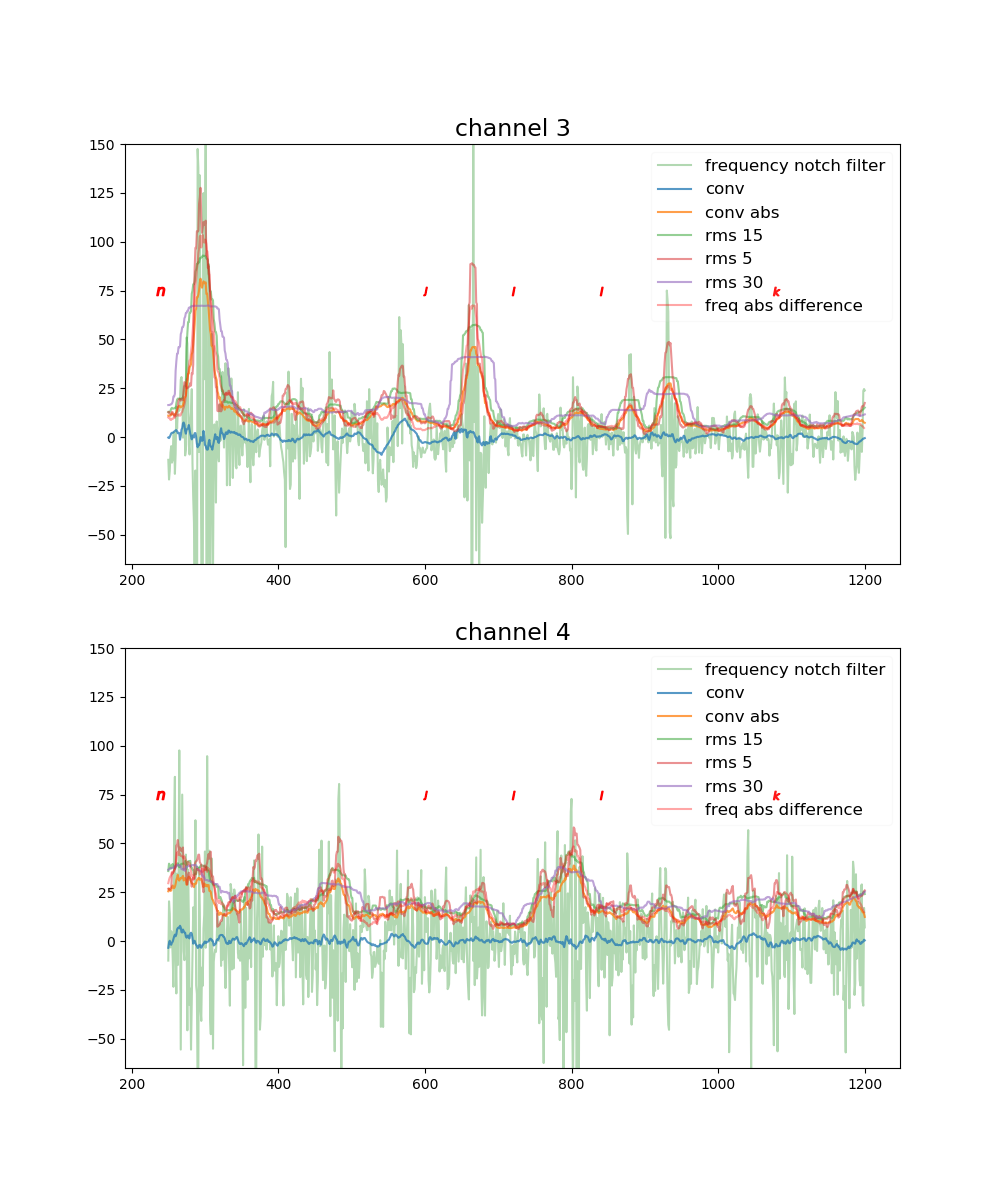 channel 3
150
125
100
75
50
25
0
−25
−50
n
l
l
k
frequency notch filter
conv
conv abs
rms 15
rms 5
rms 30
freq abs difference
200 400 600 800 1000 1200
channel 4
150
125
100
75
50
25
0
−25
−50
n
l
l
k
frequency notch filter
conv
conv abs
rms 15
rms 5
rms 30
freq abs difference
200 400 600 800 1000 1200